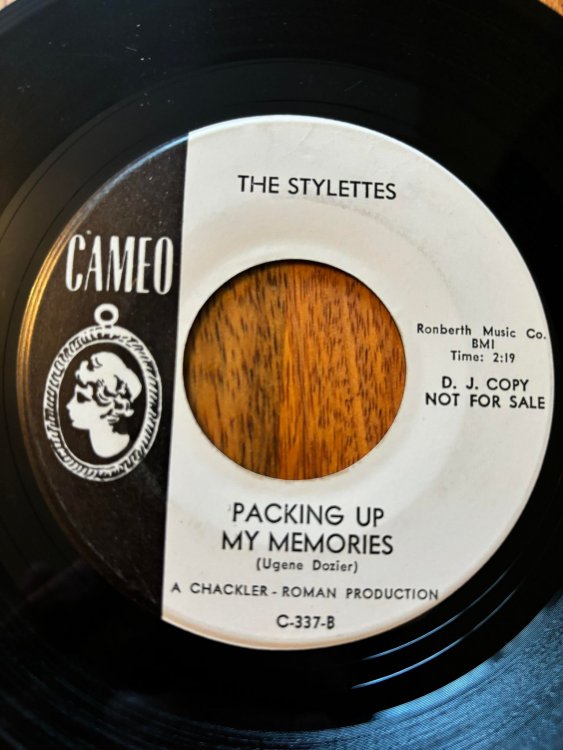 THE STYLETTES
CAMEO
Ronberth Music Co.
BMI
Time: 2:19
D. J. COPY
NOT FOR SALE
PACKING UP
MY MEMORIES
(Ugene Dozier)
A CHACKLER - ROMAN PRODUCTION
C-337-B